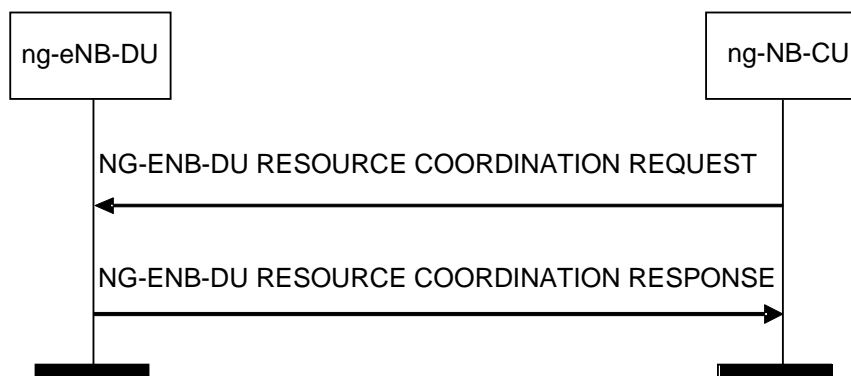 ng-eNB-DU
ng-NB-CU
NG-ENB-DU RESOURCE COORDINATION REQUEST
NG-ENB-DU RESOURCE COORDINATION RESPONSE